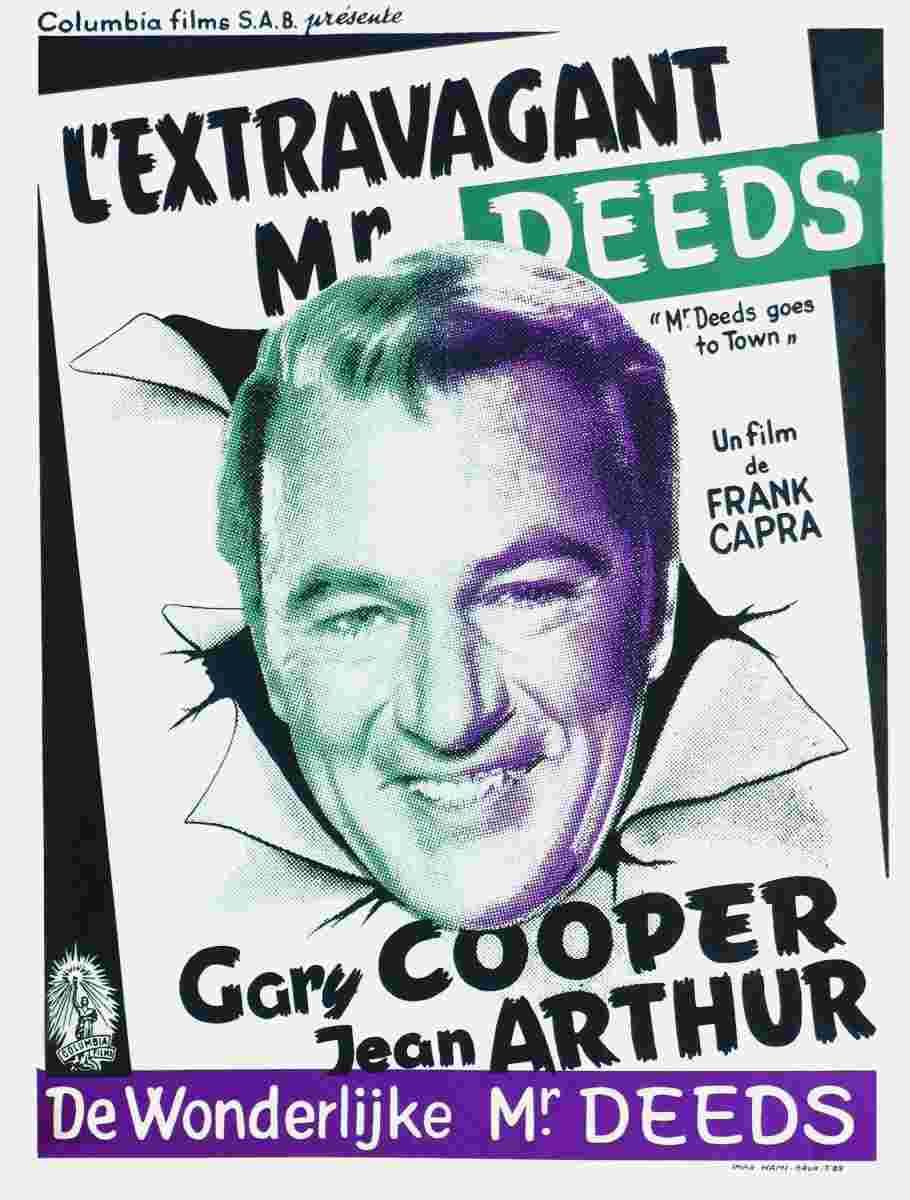 Columbia films S.A.B. présente
L'EXTRAVAGANT
Mr DEEDS
"Mr. Deeds goes
to Town"
Un film
de
FRANK
CAPRA
Gary COOPER
Jean ARTHUR
COLUMBIA
FILMS
De Wonderlijke Mr DEEDS